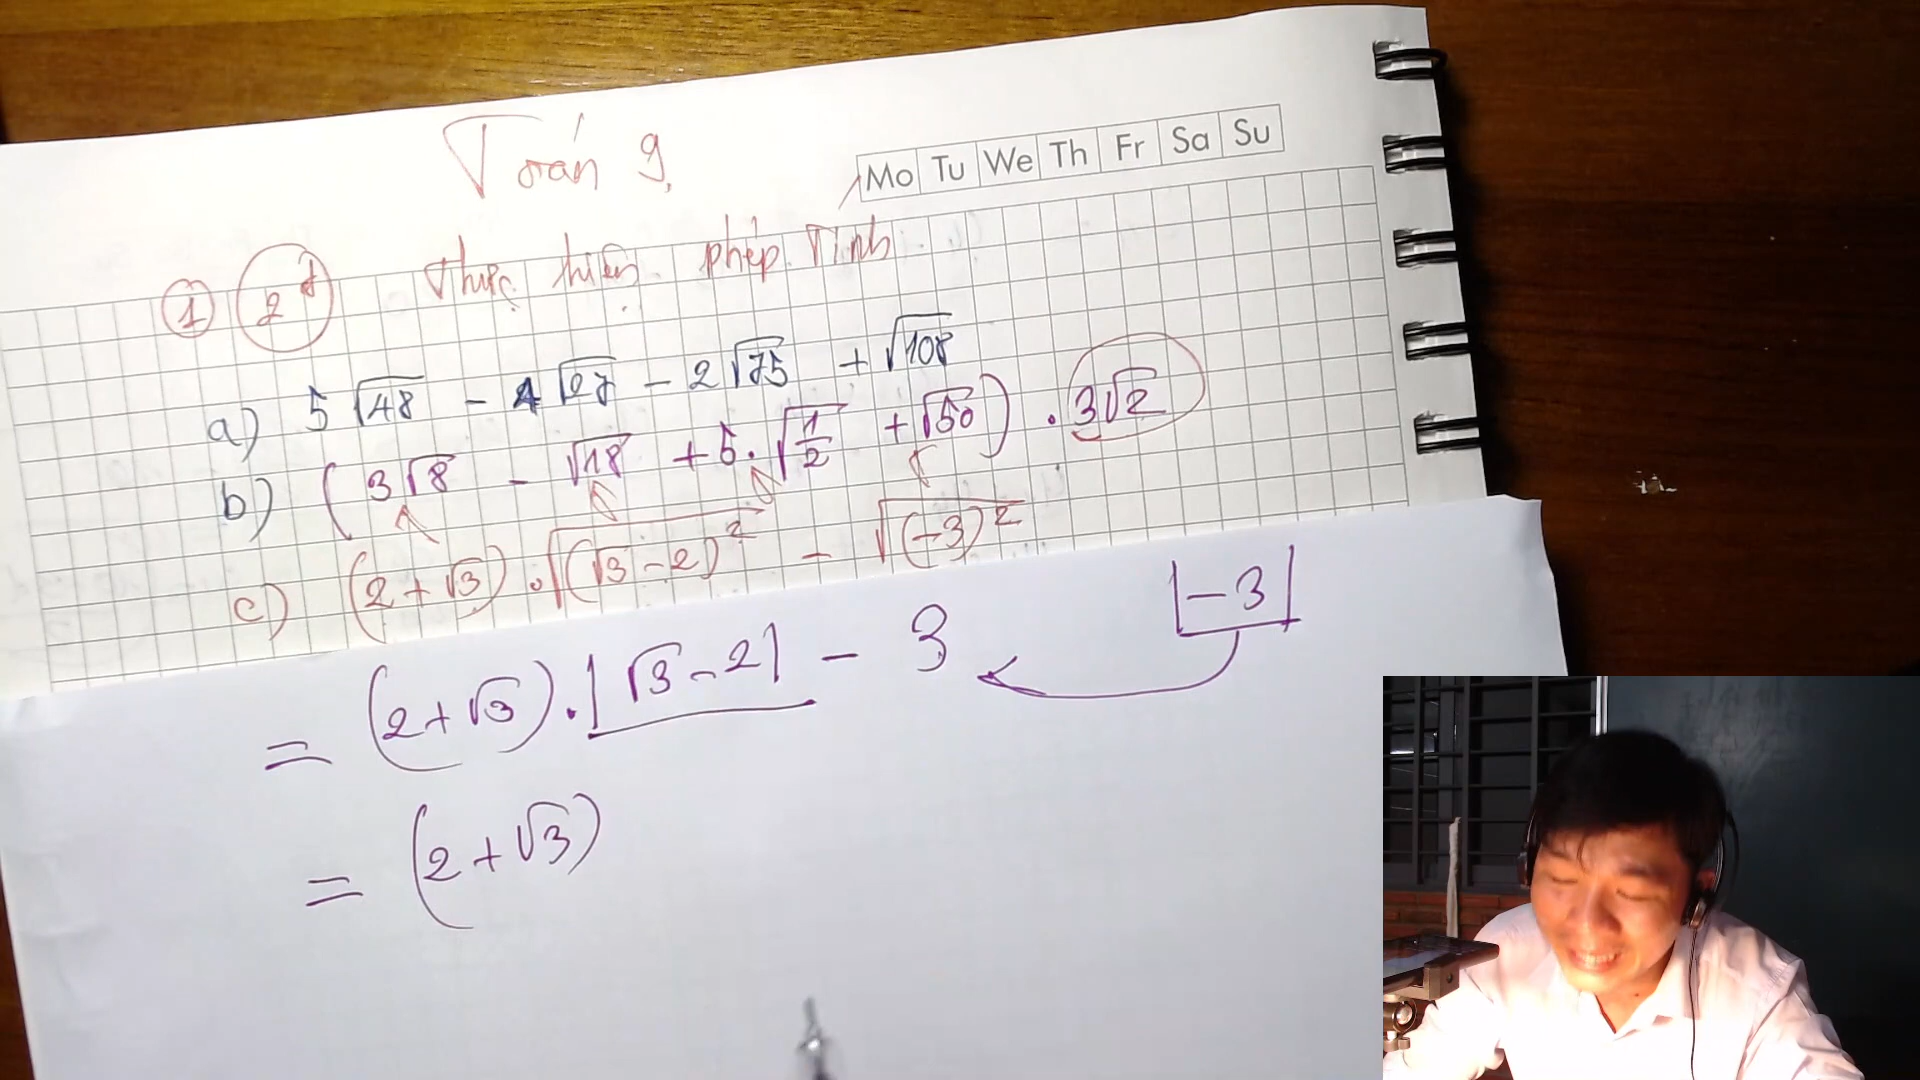 Toán 9.
Mo Tu We Th Fr Sa Su
① 2đ Thực hiện phép Tính
a) 5√48 - 4√27 - 2√75 + √108
b) (3√8 - √18 + 5.√(1/2) + √50) . 3√2
c) (2 + √3) . √(√3 - 2)² - √(-3)²
= (2 + √3) . |√3 - 2| - 3 |-3|
= (2 + √3)